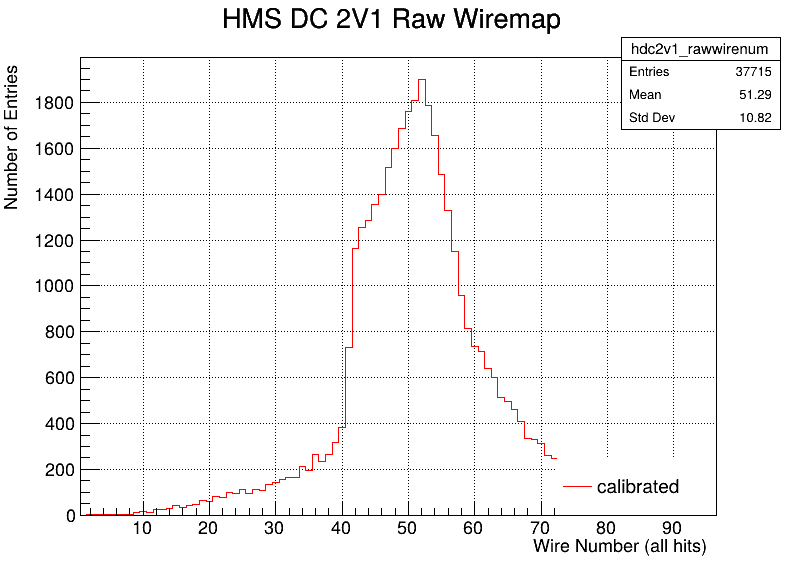 HMS DC 2V1 Raw Wiremap
hdc2v1_rawwirenum
Entries 37715
Mean 51.29
Std Dev 10.82
Number of Entries
1800
1600
1400
1200
1000
800
600
400
200
0
calibrated
10 20 30 40 50 60 70 80 90
Wire Number (all hits)